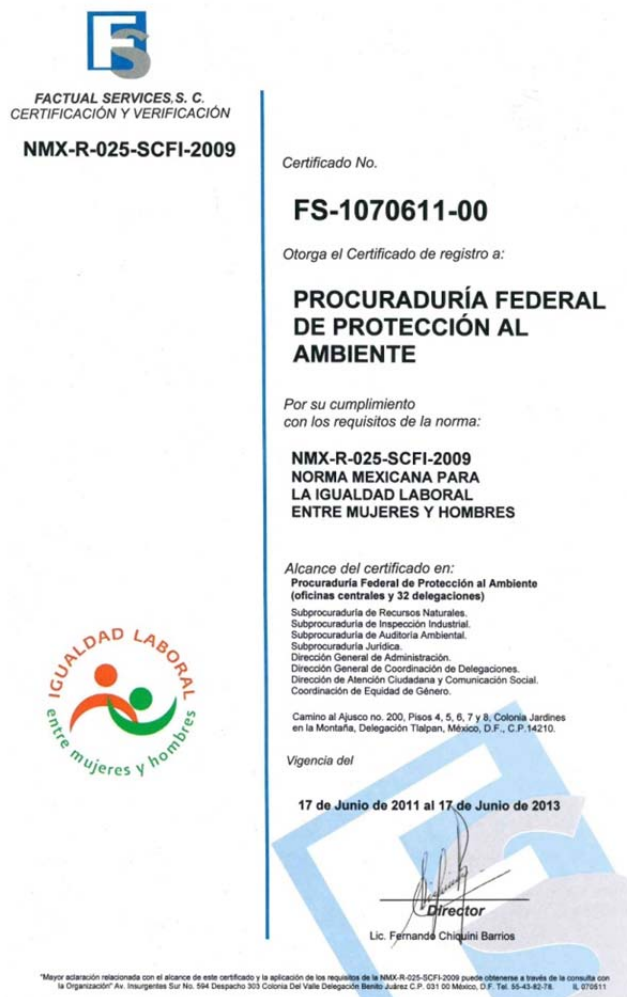 FS
FACTUAL SERVICES, S. C.
CERTIFICACIÓN Y VERIFICACIÓN
NMX-R-025-SCFI-2009
Certificado No.
FS-1070611-00
Otorga el Certificado de registro a:
PROCURADURÍA FEDERAL
DE PROTECCIÓN AL
AMBIENTE
Por su cumplimiento
con los requisitos de la norma:
NMX-R-025-SCFI-2009
NORMA MEXICANA PARA
LA IGUALDAD LABORAL
ENTRE MUJERES Y HOMBRES
Alcance del certificado en:
Procuraduría Federal de Protección al Ambiente
(oficinas centrales y 32 delegaciones)
Subprocuraduría de Recursos Naturales.
Subprocuraduría de Inspección Industrial.
Subprocuraduría de Auditoría Ambiental.
Subprocuraduría Jurídica.
Dirección General de Administración.
Dirección General de Coordinación de Delegaciones.
Dirección de Atención Ciudadana y Comunicación Social.
Coordinación de Equidad de Género.
Camino al Ajusco no. 200, Pisos 4, 5, 6, 7 y 8, Colonia Jardines
en la Montaña, Delegación Tlalpan, México, D.F., C.P.14210.
IGUALDAD LABORAL
entre mujeres y hombres
Vigencia del
17 de Junio de 2011 al 17 de Junio de 2013
Director
Lic. Fernando Chiquini Barrios
"Mayor aclaración relacionada con el alcance de este certificado y la aplicación de los requisitos de la NMX-R-025-SCFI-2009 puede obtenerse a través de la consulta con
la Organización" Av. Insurgentes Sur No. 594 Despacho 303 Colonia Del Valle Delegación Benito Juárez C.P. 031 00 México, D.F. Tel. 55-43-82-78. IL 070611